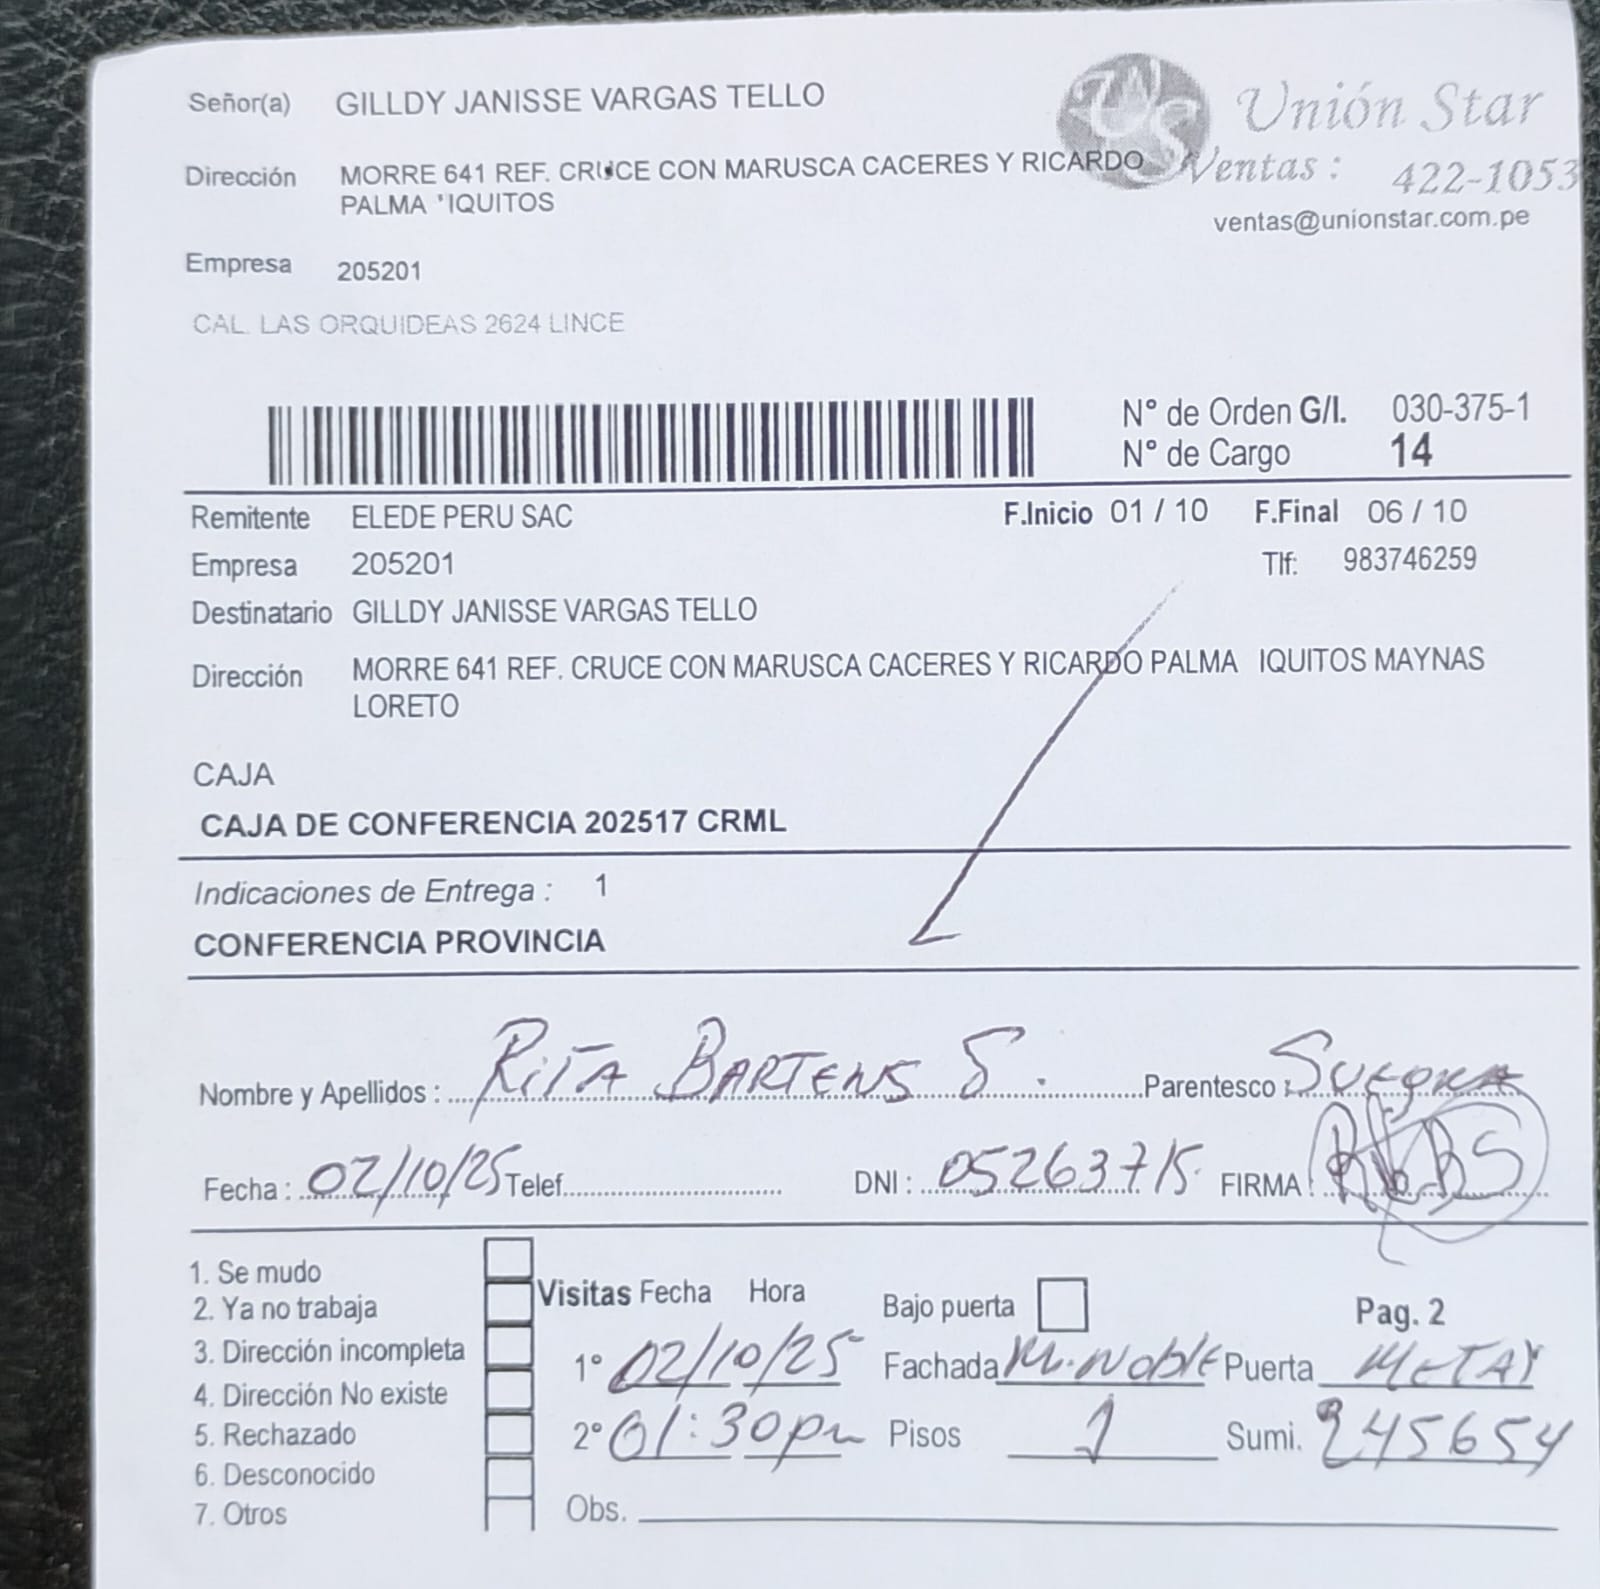 Señor(a) GILLDY JANISSE VARGAS TELLO
Unión Star
Dirección MORRE 641 REF. CRUCE CON MARUSCA CACERES Y RICARDO
PALMA 'IQUITOS
Ventas : 422-1053
ventas@unionstar.com.pe
Empresa 205201
CAL. LAS ORQUIDEAS 2624 LINCE
N° de Orden G/I. 030-375-1
N° de Cargo 14
Remitente ELEDE PERU SAC F.Inicio 01 / 10 F.Final 06 / 10
Empresa 205201 Tlf: 983746259
Destinatario GILLDY JANISSE VARGAS TELLO
Dirección MORRE 641 REF. CRUCE CON MARUSCA CACERES Y RICARDO PALMA IQUITOS MAYNAS
LORETO
CAJA
CAJA DE CONFERENCIA 202517 CRML
Indicaciones de Entrega : 1
CONFERENCIA PROVINCIA
Nombre y Apellidos : RITA BARTENS S. Parentesco : SUEGRA
Fecha : 02/10/25 Telef. DNI : 05263715 FIRMA :
1. Se mudo
2. Ya no trabaja
3. Dirección incompleta
4. Dirección No existe
5. Rechazado
6. Desconocido
7. Otros
Visitas Fecha Hora Bajo puerta Pag. 2
1° 02/10/25 Fachada M.NOBLE Puerta
2° 01:30pm Pisos 1 Sumi. 245654
Obs.